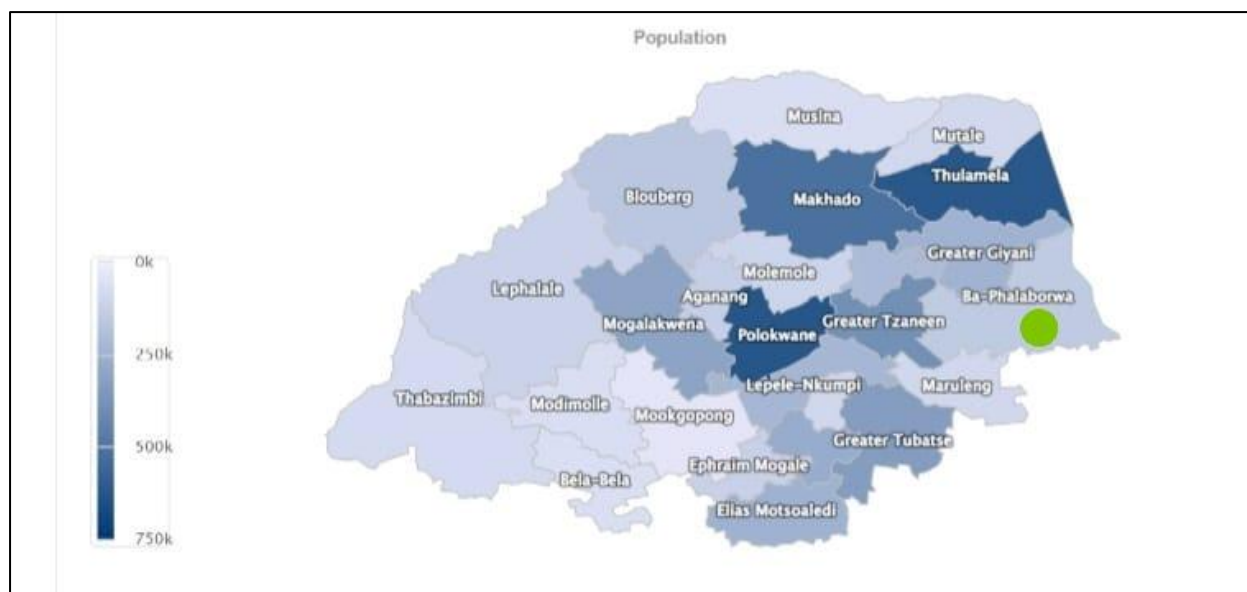 Population
Musina
Mutale
Thulamela
Blouberg
Makhado
Greater Giyani
0k
Molemole
Lephalale
Aganang
Ba-Phalaborwa
Mogalakwena
Polokwane
Greater Tzaneen
250k
Lepele-Nkumpi
Maruleng
Thabazimbi
Modimolle
Mookgopong
500k
Greater Tubatse
Ephraim Mogale
Bela-Bela
Elias Motsoaledi
750k